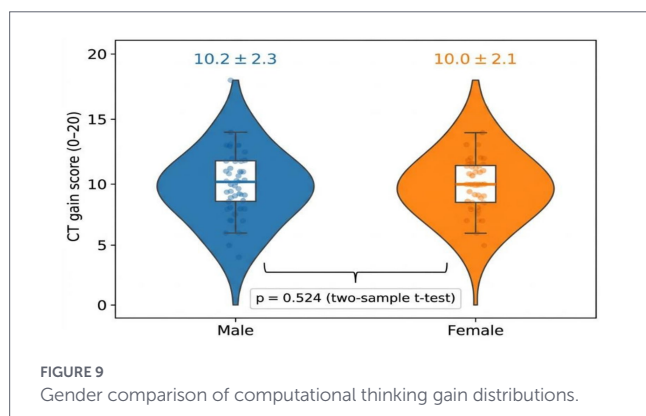 10.2 ± 2.3
10.0 ± 2.1
20
15
10
5
0
CT gain score (0–20)
p = 0.524 (two-sample t-test)
Male
Female
FIGURE 9
Gender comparison of computational thinking gain distributions.